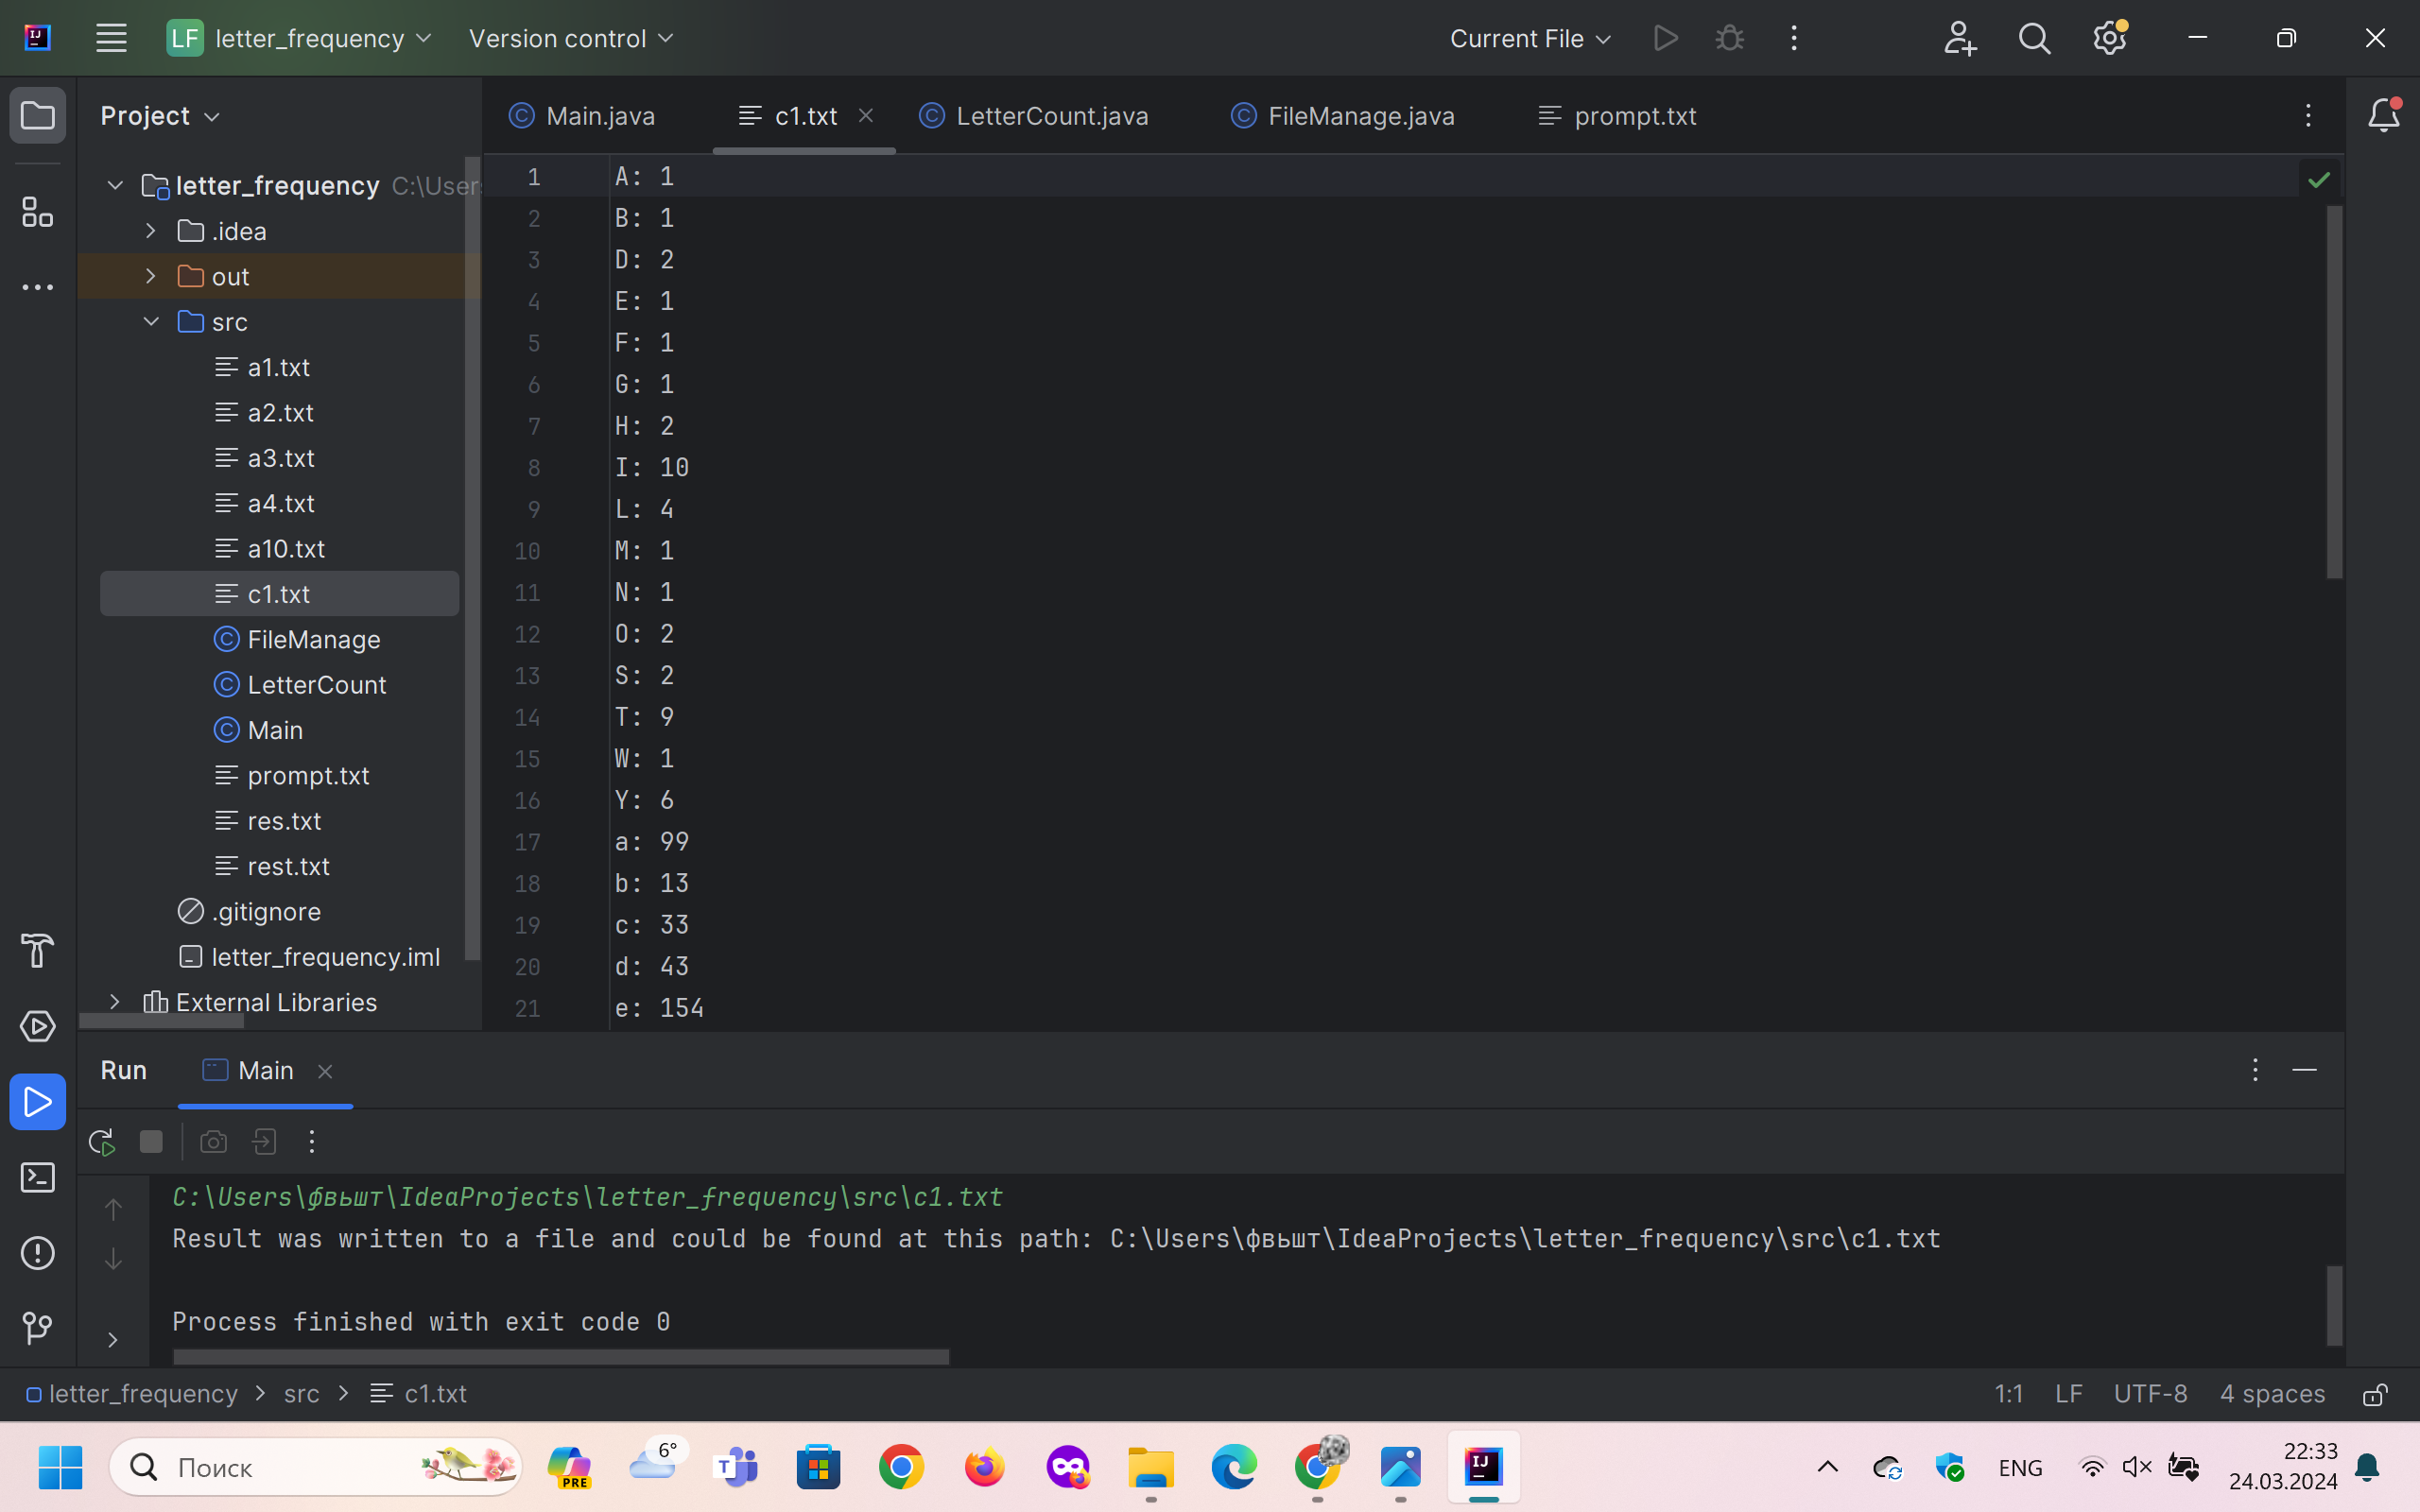 LF letter_frequency Version control Current File
Project
Main.java c1.txt LetterCount.java FileManage.java prompt.txt
letter_frequency C:\User
.idea
out
src
a1.txt
a2.txt
a3.txt
a4.txt
a10.txt
c1.txt
FileManage
LetterCount
Main
prompt.txt
res.txt
rest.txt
.gitignore
letter_frequency.iml
External Libraries
1 A: 1
2 B: 1
3 D: 2
4 E: 1
5 F: 1
6 G: 1
7 H: 2
8 I: 10
9 L: 4
10 M: 1
11 N: 1
12 O: 2
13 S: 2
14 T: 9
15 W: 1
16 Y: 6
17 a: 99
18 b: 13
19 c: 33
20 d: 43
21 e: 154
Run Main
C:\Users\фвьшт\IdeaProjects\letter_frequency\src\c1.txt
Result was written to a file and could be found at this path: C:\Users\фвьшт\IdeaProjects\letter_frequency\src\c1.txt
Process finished with exit code 0
letter_frequency > src > c1.txt 1:1 LF UTF-8 4 spaces
Поиск PRE 6° ENG 22:33
24.03.2024